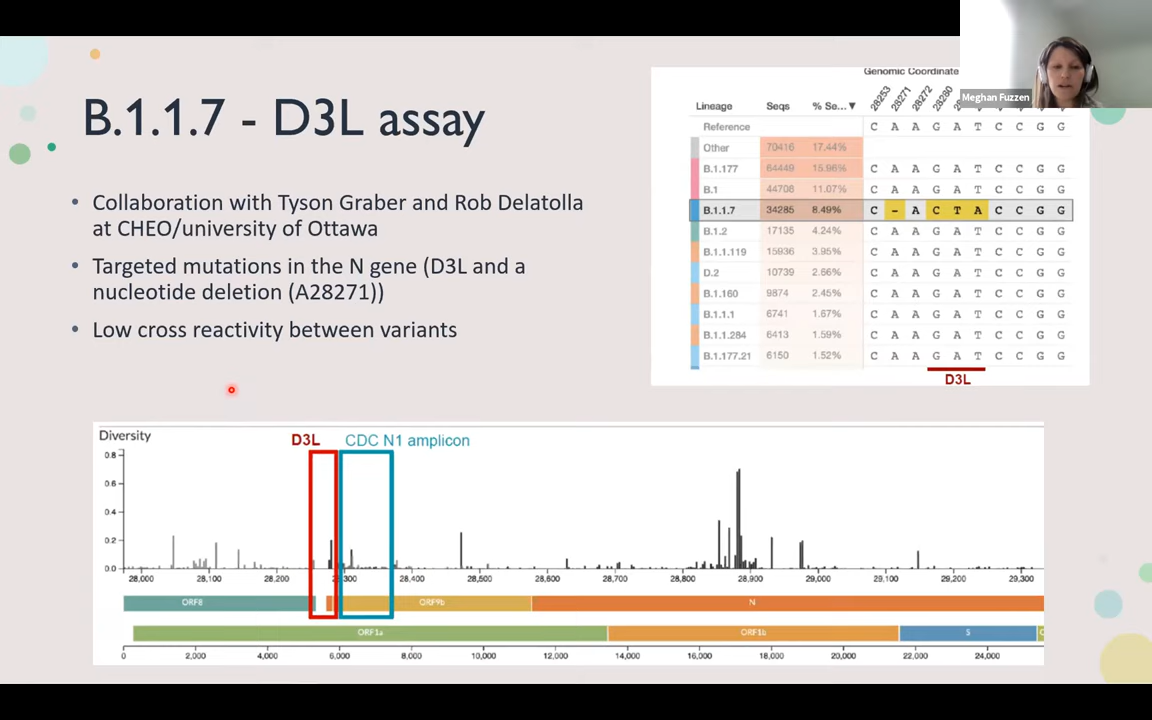 Genomic Coordinate
Meghan Fuzzen
B.1.1.7 - D3L assay
• Collaboration with Tyson Graber and Rob Delatolla
at CHEO/university of Ottawa
• Targeted mutations in the N gene (D3L and a
nucleotide deletion (A28271))
• Low cross reactivity between variants
28253 28271 28272 28280
Lineage Seqs % Se...▼
Reference C A A G A T C C G G
Other 70416 17.44%
B.1.177 64449 15.96% C A A G A T C C G G
B.1 44708 11.07% C A A G A T C C G G
B.1.1.7 34285 8.49% C - A C T A C C G G
B.1.2 17135 4.24% C A A G A T C C G G
B.1.1.119 15936 3.95% C A A G A T C C G G
D.2 10739 2.66% C A A G A T C C G G
B.1.160 9874 2.45% C A A G A T C C G G
B.1.1.1 6741 1.67% C A A G A T C C G G
B.1.1.284 6413 1.59% C A A G A T C C G G
B.1.177.21 6150 1.52% C A A G A T C C G G
D3L
Diversity
D3L CDC N1 amplicon
0.8
0.6
0.4
0.2
0.0
28,000 28,100 28,200 28,300 28,400 28,500 28,600 28,700 28,800 28,900 29,000 29,100 29,200 29,300
ORF8 ORF9b N
ORF1a ORF1b S
0 2,000 4,000 6,000 8,000 10,000 12,000 14,000 16,000 18,000 20,000 22,000 24,000